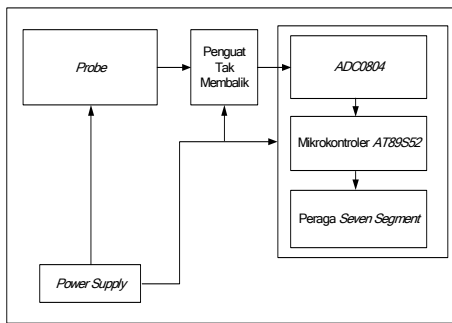 Probe
Penguat
Tak
Membalik
ADC0804
Mikrokontroler AT89S52
Peraga Seven Segment
Power Supply